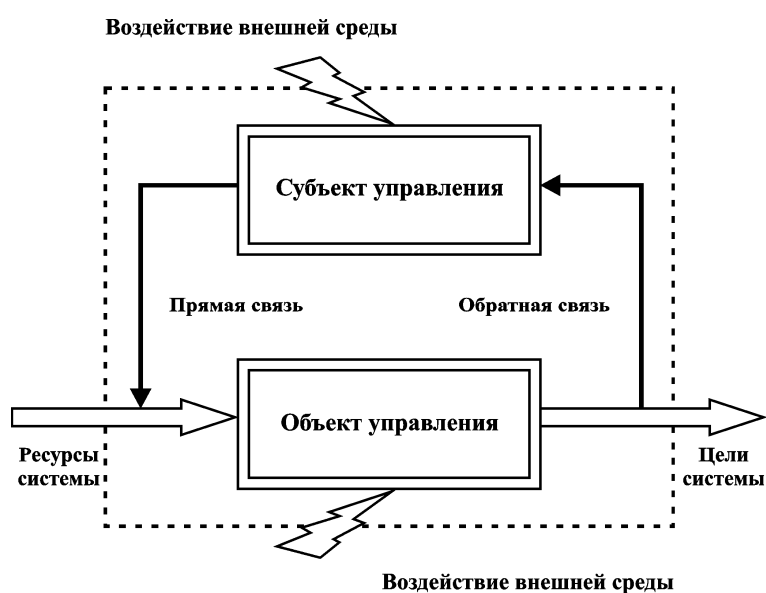 Воздействие внешней среды
Субъект управления
Прямая связь
Обратная связь
Объект управления
Ресурсы
системы
Цели
системы
Воздействие внешней среды